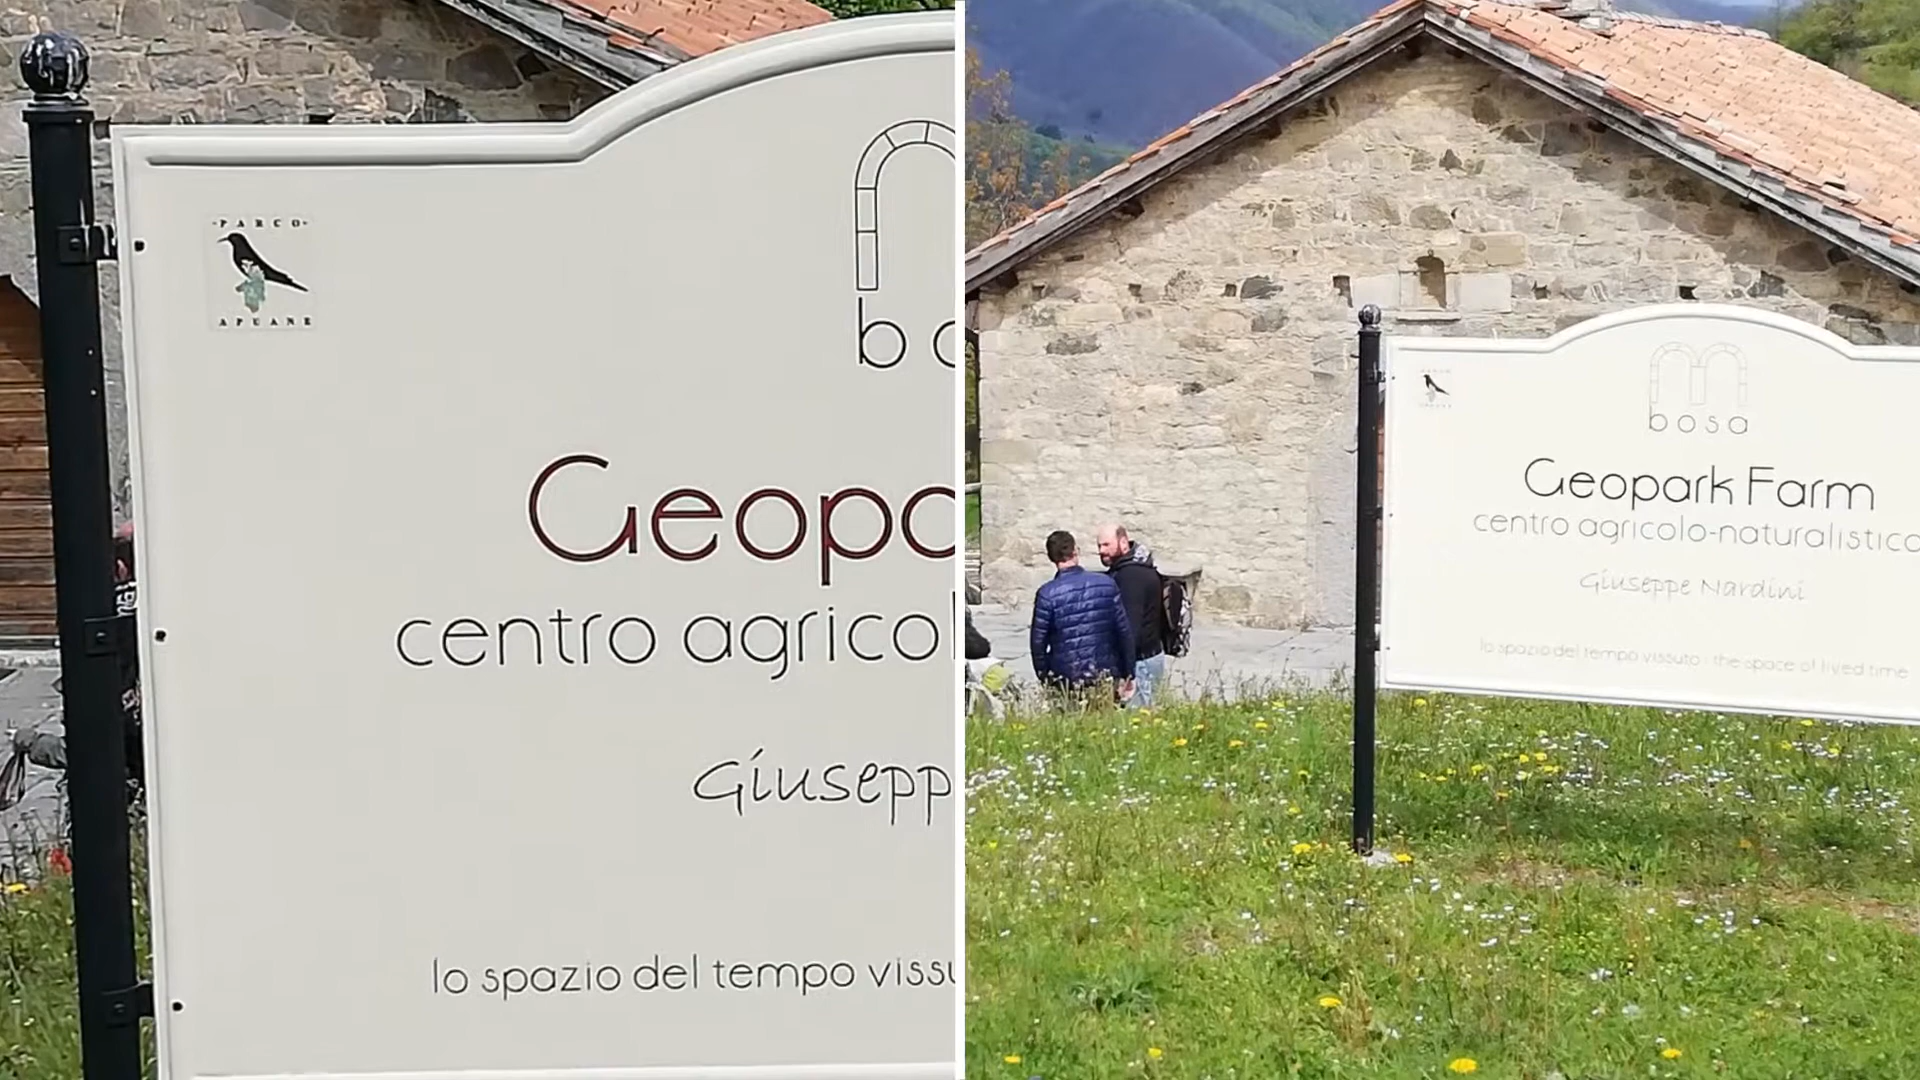 PARCO
APUANE
bo
Geopa
centro agricol
Giusepp
lo spazio del tempo vissu
bosa
Geopark Farm
centro agricolo-naturalistico
Giuseppe Nardini
lo spazio del tempo vissuto - the space of lived time